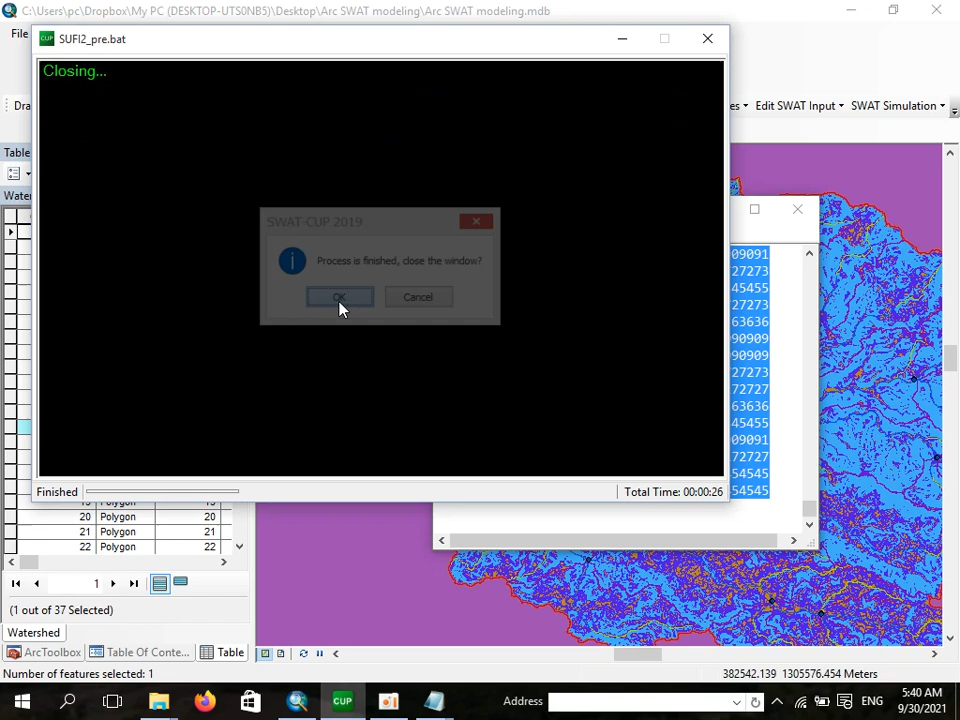 C:\Users\pc\Dropbox\My PC (DESKTOP-UTS0NB5)\Desktop\Arc SWAT modeling\Arc SWAT modeling.mdb
File
CUP SUFI2_pre.bat
Closing...
Edit SWAT Input
SWAT Simulation
Table
SWAT-CUP 2019
Process is finished, close the window?
OK
Cancel
09091
27273
45455
27273
63636
90909
90909
27273
72727
63636
45455
09091
72727
54545
54545
Finished
Total Time: 00:00:26
20 Polygon 20
21 Polygon 21
22 Polygon 22
1
(1 out of 37 Selected)
Watershed
ArcToolbox
Table Of Conte...
Table
Number of features selected: 1
382542.139 1305576.454 Meters
CUP
Address
ENG
5:40 AM
9/30/2021